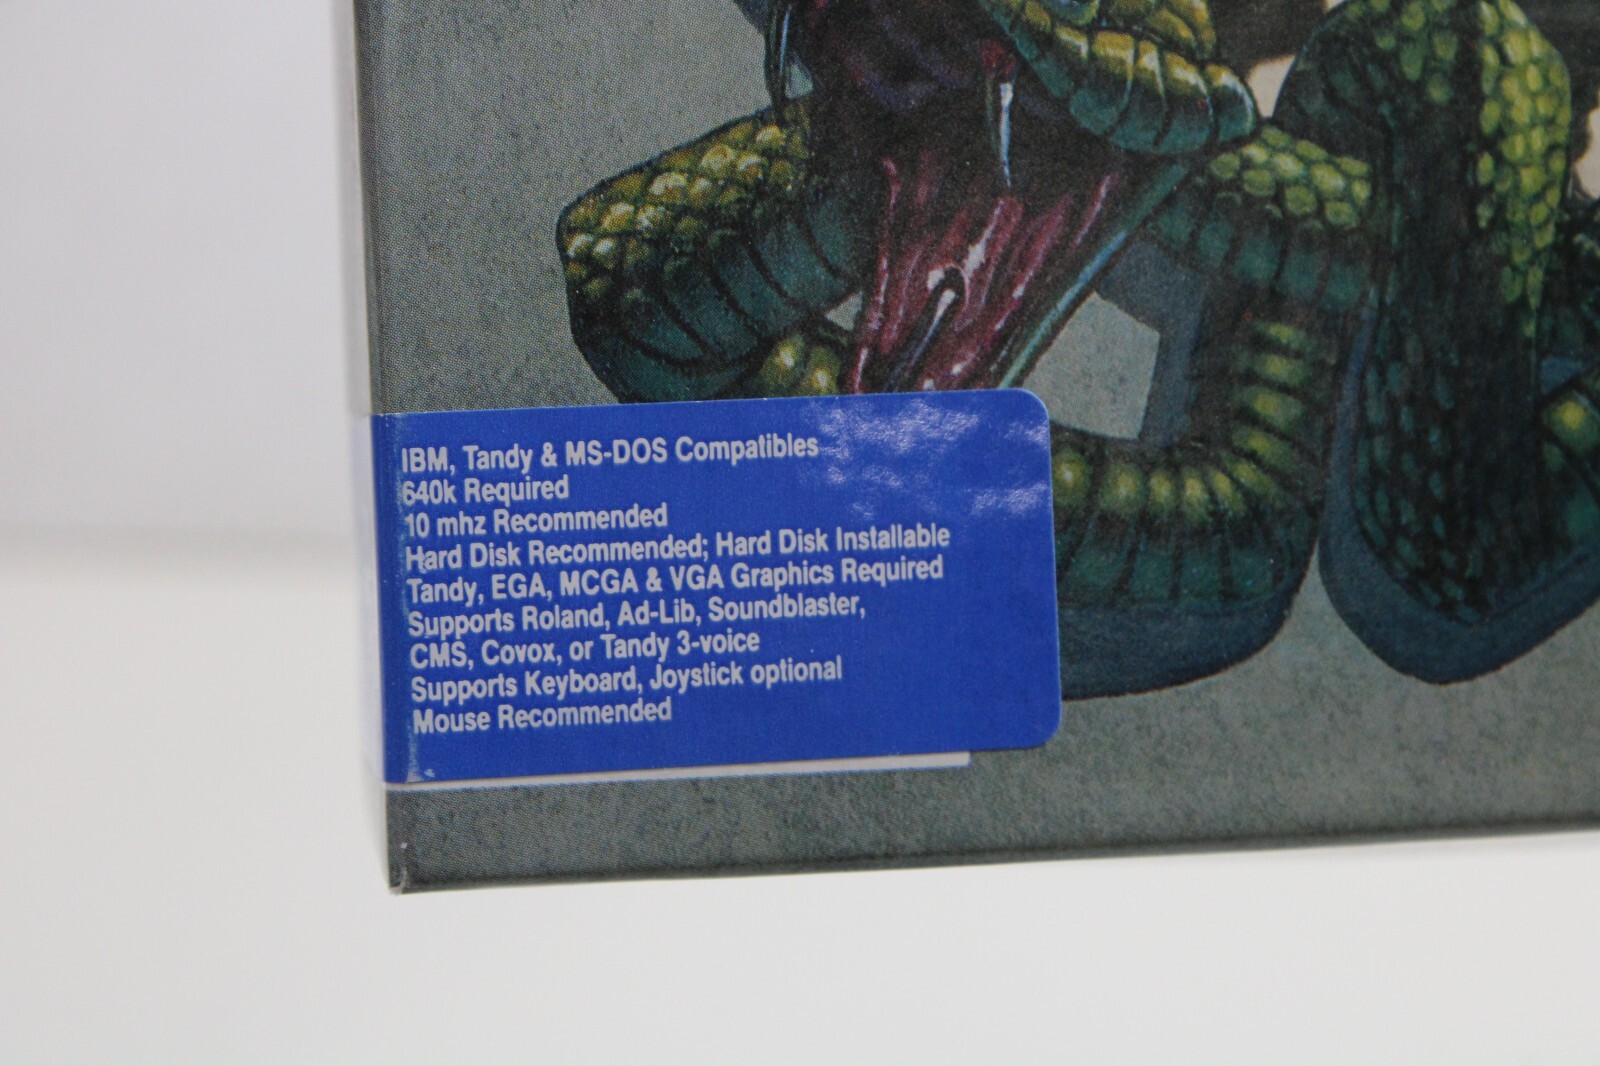 IBM, Tandy & MS-DOS Compatibles
640k Required
10 mhz Recommended
Hard Disk Recommended; Hard Disk Installable
Tandy, EGA, MCGA & VGA Graphics Required
Supports Roland, Ad-Lib, Soundblaster,
CMS, Covox, or Tandy 3-voice
Supports Keyboard, Joystick optional
Mouse Recommended